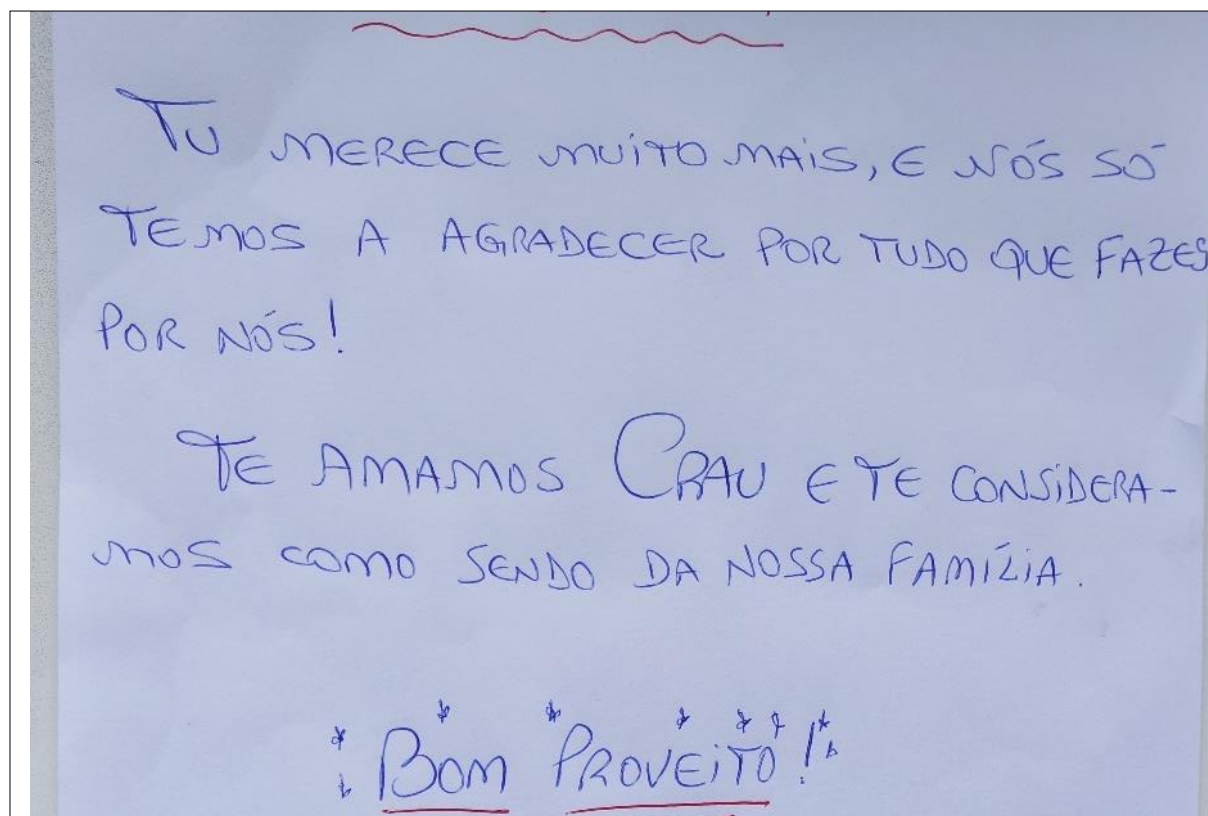 TU MERECE MUITO MAIS, E NÓS SÓ
TEMOS A AGRADECER POR TUDO QUE FAZES
POR NÓS!
TE AMAMOS CRAU E TE CONSIDERA-
MOS COMO SENDO DA NOSSA FAMÍLIA.
BOM PROVEITO!